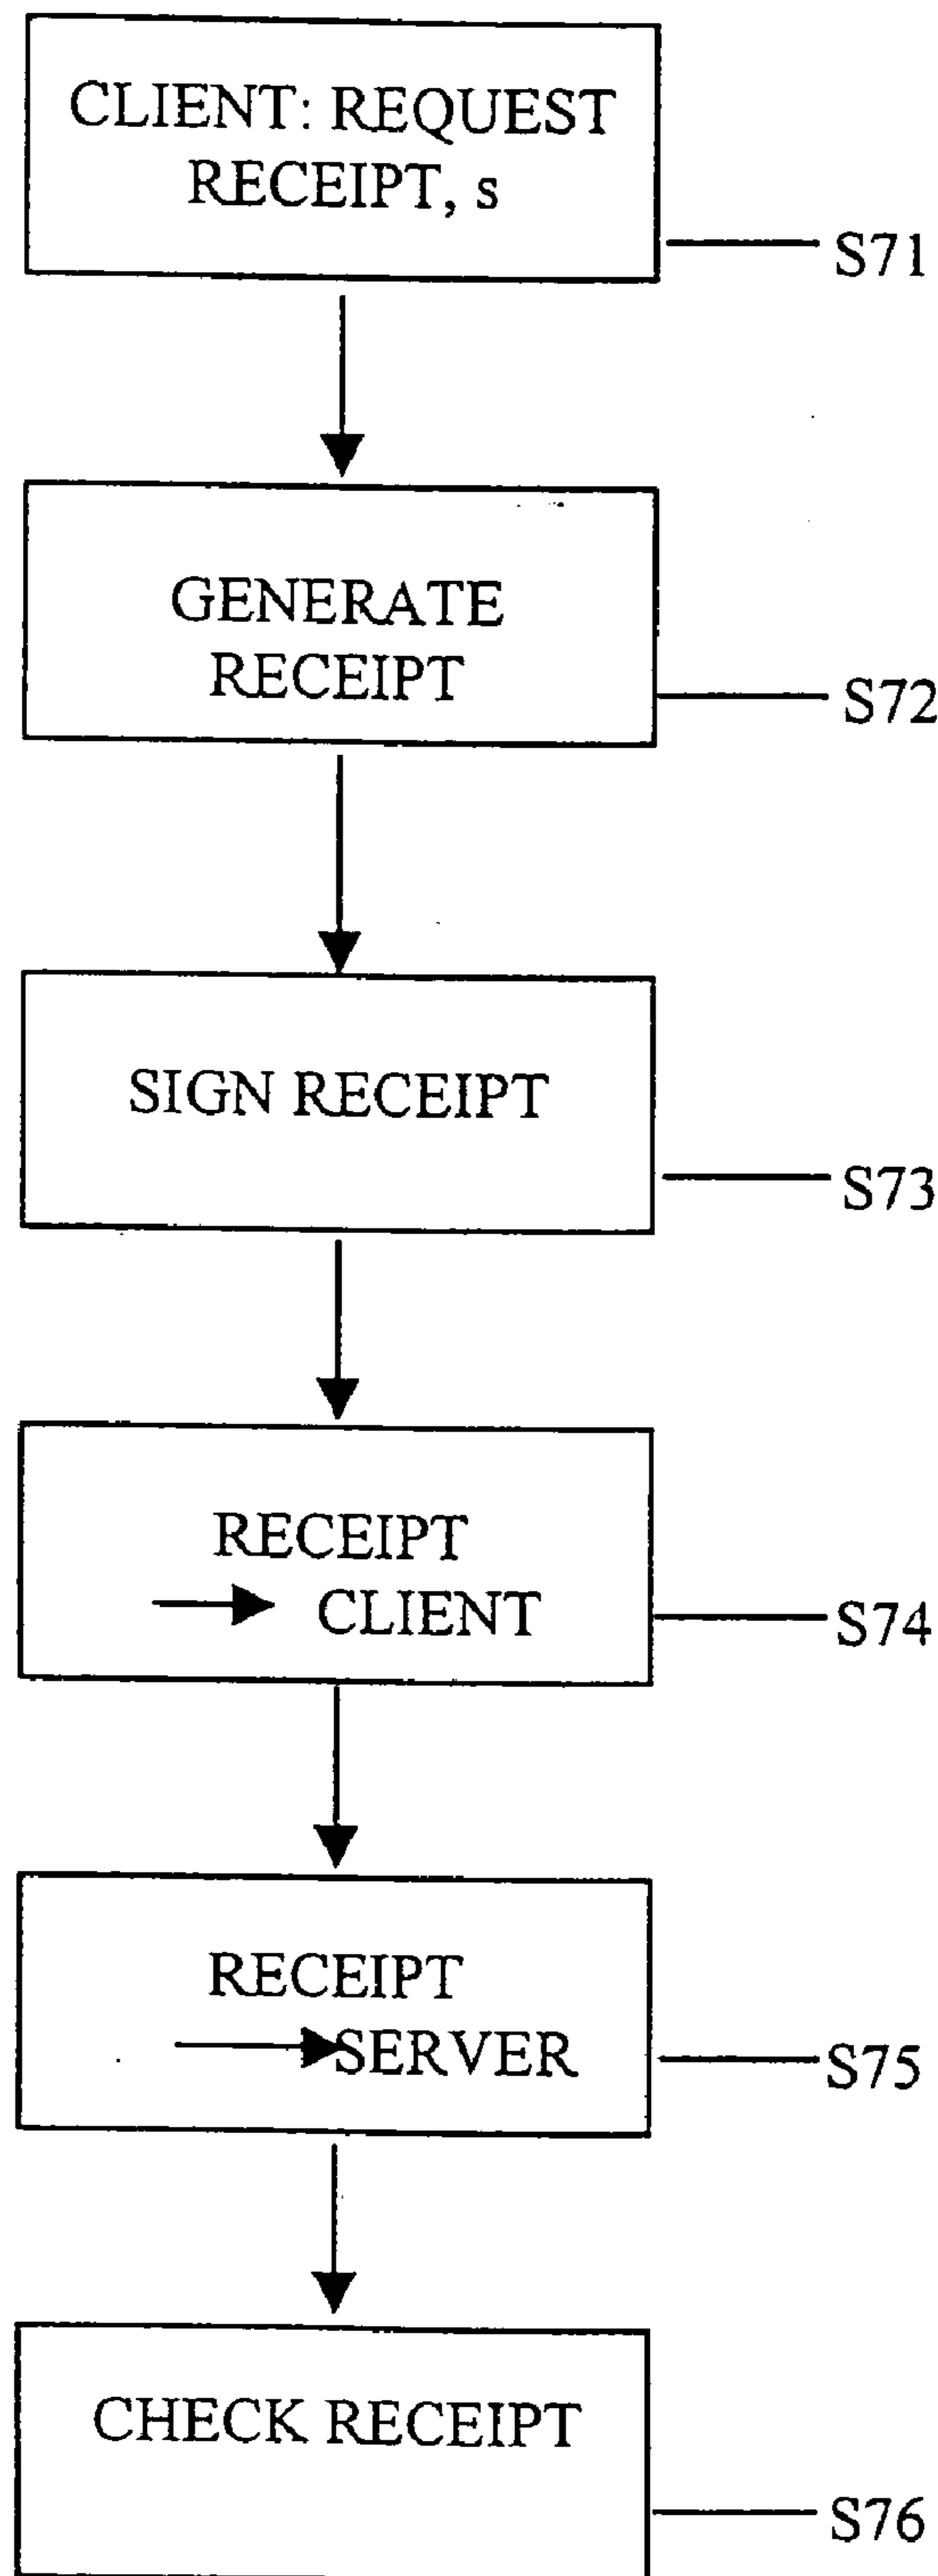 CLIENT: REQUEST
RECEIPT, s
S71
GENERATE
RECEIPT
S72
SIGN RECEIPT
S73
RECEIPT
CLIENT
S74
RECEIPT
SERVER
S75
CHECK RECEIPT
S76